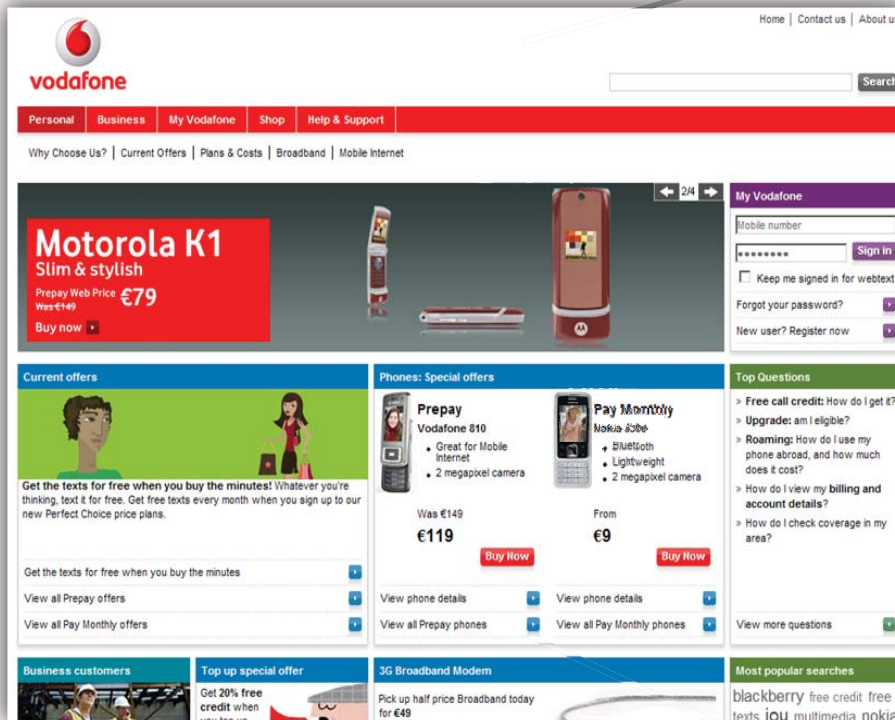 Home | Contact us | About u
vodafone
Search
Personal Business My Vodafone Shop Help & Support
Why Choose Us? | Current Offers | Plans & Costs | Broadband | Mobile Internet
2/4
Motorola K1
Slim & stylish
Prepay Web Price €79
Was €149
Buy now
My Vodafone
Mobile number
Sign in
Keep me signed in for webtext
Forgot your password?
New user? Register now
Current offers
Get the texts for free when you buy the minutes! Whatever you're
thinking, text it for free. Get free texts every month when you sign up to our
new Perfect Choice price plans.
Get the texts for free when you buy the minutes
View all Prepay offers
View all Pay Monthly offers
Phones: Special offers
Prepay
Vodafone 810
Great for Mobile
Internet
2 megapixel camera
Was €149
€119
Buy Now
View phone details
View all Prepay phones
Pay Monthly
Nokia
Bluetooth
Lightweight
2 megapixel camera
From
€9
Buy Now
View phone details
View all Pay Monthly phones
Top Questions
» Free call credit: How do I get it?
» Upgrade: am I eligible?
» Roaming: How do I use my
phone abroad, and how much
does it cost?
» How do I view my billing and
account details?
» How do I check coverage in my
area?
View more questions
Business customers
Top up special offer
Get 20% free
credit when
you top up
3G Broadband Modem
Pick up half price Broadband today
for €49
Most popular searches
blackberry free credit free
texts iou multimedia nokia